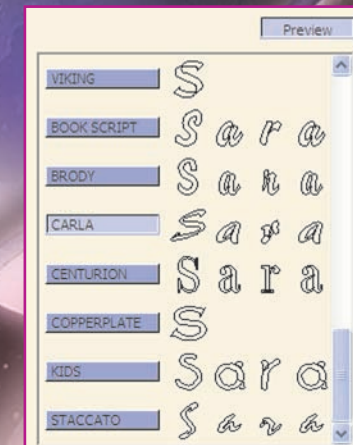 Preview
VIKING S
BOOK SCRIPT S a r a
BRODY S a r a
CARLA S a r a
CENTURION S a r a
COPPERPLATE S
KIDS S a r a
STACCATO S a r a